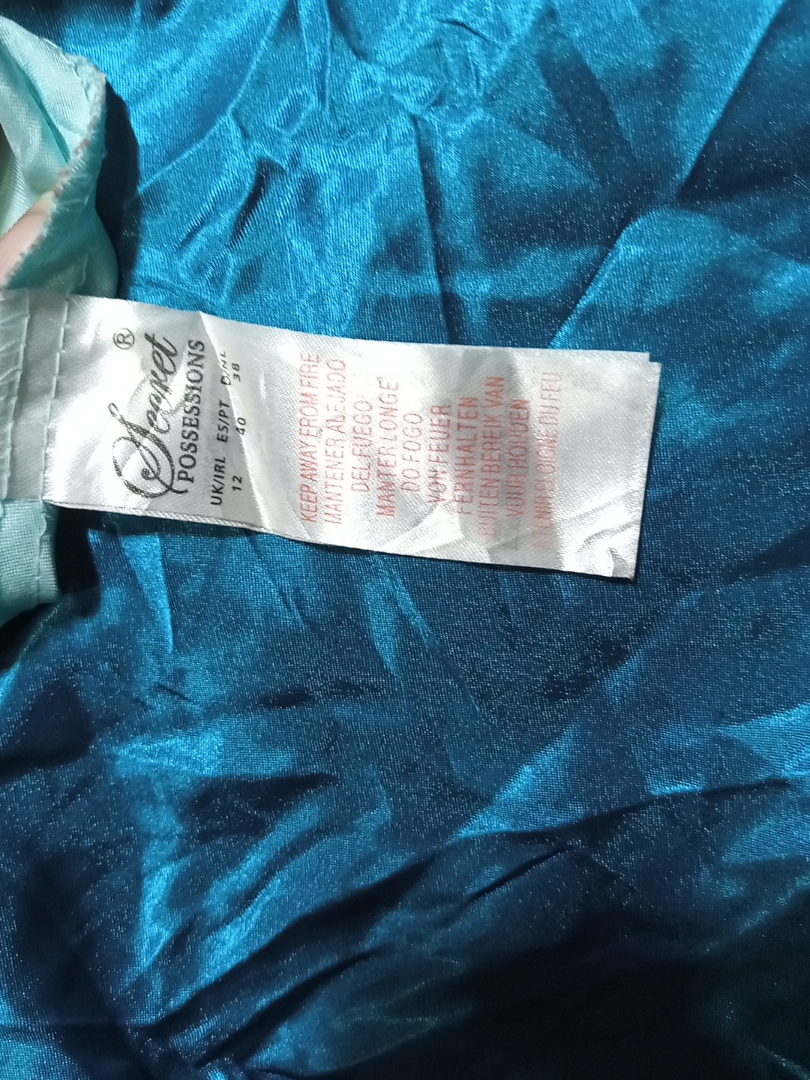 Secret®
POSSESSIONS
UK/IRL ES/PT D/NL
12 40 38
KEEP AWAY FROM FIRE
MANTENER ALEJADO
DEL FUEGO
MANTER LONGE
DO FOGO
VON FEUER
FERNHALTEN
BUITEN BEREIK VAN
VUUR HOUDEN